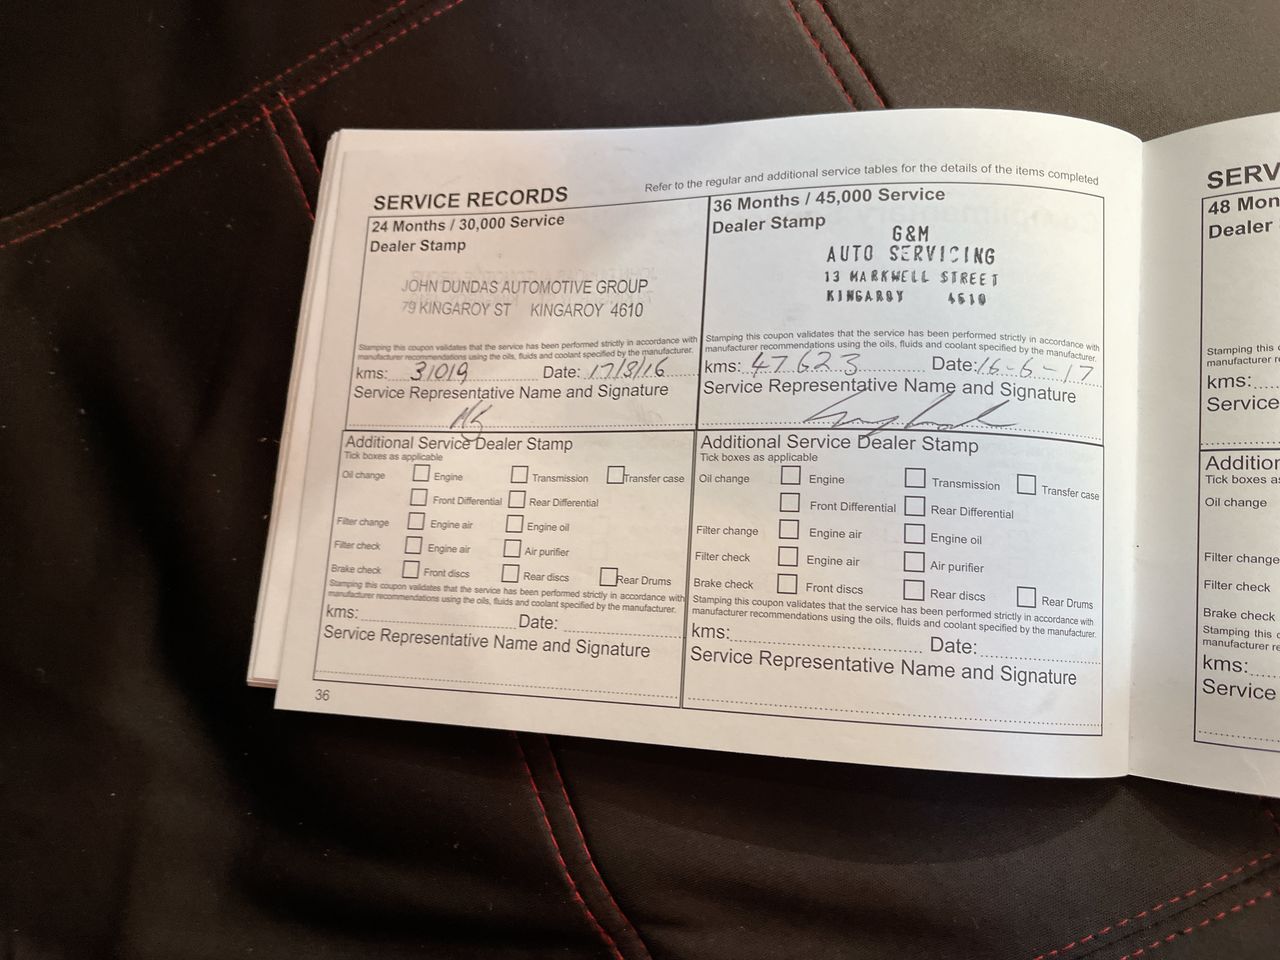 SERVICE RECORDS
Refer to the regular and additional service tables for the details of the items completed
24 Months / 30,000 Service
Dealer Stamp
JOHN DUNDAS AUTOMOTIVE GROUP
79 KINGAROY ST KINGAROY 4610
Stamping this coupon validates that the service has been performed strictly in accordance with
manufacturer recommendations using the oils, fluids and coolant specified by the manufacturer.
kms: 31019 Date: 17/3/16
Service Representative Name and Signature
Additional Service Dealer Stamp
Tick boxes as applicable
Oil change Engine Transmission Transfer case
Front Differential Rear Differential
Filter change Engine air Engine oil
Filter check Engine air Air purifier
Brake check Front discs Rear discs Rear Drums
Stamping this coupon validates that the service has been performed strictly in accordance with
manufacturer recommendations using the oils, fluids and coolant specified by the manufacturer.
kms: Date:
Service Representative Name and Signature
36
36 Months / 45,000 Service
Dealer Stamp
G&M
AUTO SERVICING
13 MARKWELL STREET
KINGAROY 4610
Stamping this coupon validates that the service has been performed strictly in accordance with
manufacturer recommendations using the oils, fluids and coolant specified by the manufacturer.
kms: 47623 Date: 16-6-17
Service Representative Name and Signature
Additional Service Dealer Stamp
Tick boxes as applicable
Oil change Engine Transmission Transfer case
Front Differential Rear Differential
Filter change Engine air Engine oil
Filter check Engine air Air purifier
Brake check Front discs Rear discs Rear Drums
Stamping this coupon validates that the service has been performed strictly in accordance with
manufacturer recommendations using the oils, fluids and coolant specified by the manufacturer.
kms: Date:
Service Representative Name and Signature
SERV
48 Mon
Dealer
Stamping this
manufacturer re
kms:
Service
Addition
Tick boxes as
Oil change
Filter change
Filter check
Brake check
Stamping this
manufacturer re
kms:
Service